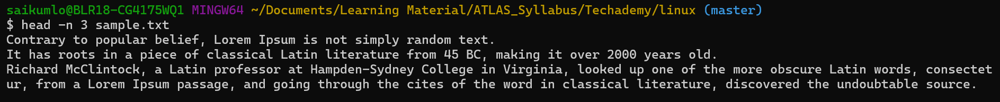 saikumlo@BLR18-CG4175WQ1 MINGW64 ~/Documents/Learning Material/ATLAS_Syllabus/Techademy/linux (master)
$ head -n 3 sample.txt
Contrary to popular belief, Lorem Ipsum is not simply random text.
It has roots in a piece of classical Latin literature from 45 BC, making it over 2000 years old.
Richard McClintock, a Latin professor at Hampden-Sydney College in Virginia, looked up one of the more obscure Latin words, consectet
ur, from a Lorem Ipsum passage, and going through the cites of the word in classical literature, discovered the undoubtable source.